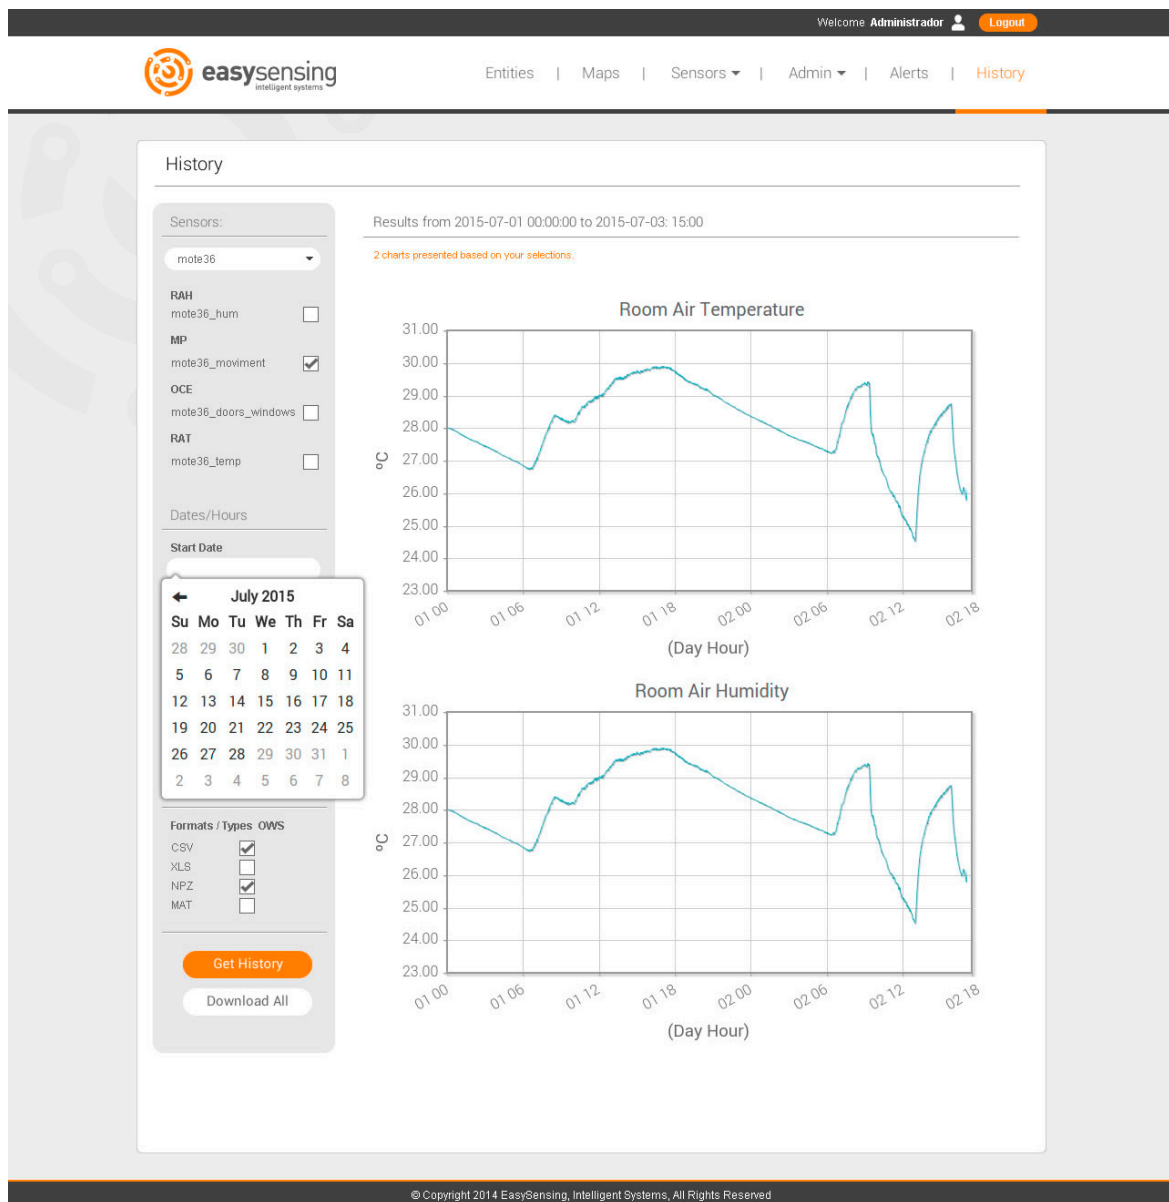 Welcome Administrador Logout
easysensing
intelligent systems
Entities | Maps | Sensors | Admin | Alerts | History
History
Sensors:
mote36
RAH
mote36_hum
MP
mote36_moviment
OCE
mote36_doors_windows
RAT
mote36_temp
Dates/Hours
Start Date
July 2015
Su Mo Tu We Th Fr Sa
28 29 30 1 2 3 4
5 6 7 8 9 10 11
12 13 14 15 16 17 18
19 20 21 22 23 24 25
26 27 28 29 30 31 1
2 3 4 5 6 7 8
Formats / Types OWS
CSV
XLS
NPZ
MAT
Get History
Download All
Results from 2015-07-01 00:00:00 to 2015-07-03: 15:00
2 charts presented based on your selections.
Room Air Temperature
31.00
30.00
29.00
28.00
27.00
26.00
25.00
24.00
23.00
ºC
01 00 01 06 01 12 01 18 02 00 02 06 02 12 02 18
(Day Hour)
Room Air Humidity
31.00
30.00
29.00
28.00
27.00
26.00
25.00
24.00
23.00
ºC
01 00 01 06 01 12 01 18 02 00 02 06 02 12 02 18
(Day Hour)
© Copyright 2014 EasySensing, Intelligent Systems, All Rights Reserved